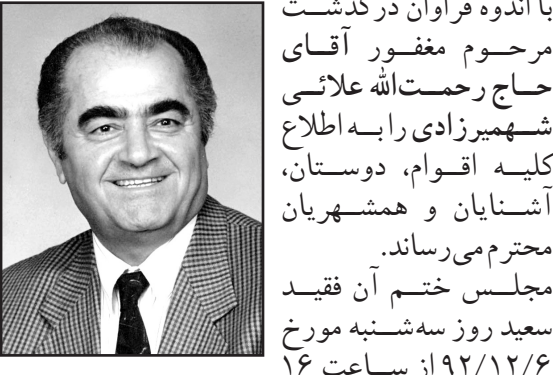 با اندوه فراوان درگذشت
مرحوم مغفور آقای
حاج رحمت‌الله علائی
شهمیرزادی را به اطلاع
کلیه اقوام، دوستان،
آشنایان و همشهریان
محترم می‌رساند.
مجلس ختم آن فقید
سعید روز سه‌شنبه مورخ
۹۲/۱۲/۶ از ساعت ۱۶